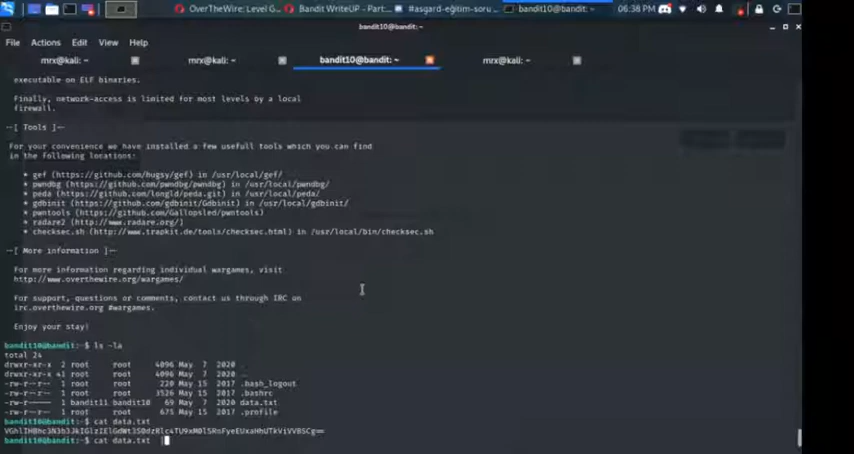 OverTheWire: Level G...
Bandit WriteUP - Part...
#asgard-eğitim-soru ...
bandit10@bandit: ~
06:38 PM
bandit10@bandit: ~
File Actions Edit View Help
mrx@kali: ~
mrx@kali: ~
bandit10@bandit: ~
mrx@kali: ~
executable on ELF binaries.
Finally, network-access is limited for most levels by a local
firewall.
--[ Tools ]--
For your convenience we have installed a few usefull tools which you can find
in the following locations:
* gef (https://github.com/hugsy/gef) in /usr/local/gef/
* pwndbg (https://github.com/pwndbg/pwndbg) in /usr/local/pwndbg/
* peda (https://github.com/longld/peda.git) in /usr/local/peda/
* gdbinit (https://github.com/gdbinit/Gdbinit) in /usr/local/gdbinit/
* pwntools (https://github.com/Gallopsled/pwntools)
* radare2 (http://www.radare.org/)
* checksec.sh (http://www.trapkit.de/tools/checksec.html) in /usr/local/bin/checksec.sh
--[ More information ]--
For more information regarding individual wargames, visit
http://www.overthewire.org/wargames/
For support, questions or comments, contact us through IRC on
irc.overthewire.org #wargames.
Enjoy your stay!
bandit10@bandit:~$ ls -la
total 24
drwxr-xr-x 2 root root 4096 May 7 2020 .
drwxr-xr-x 41 root root 4096 May 7 2020 ..
-rw-r--r-- 1 root root 220 May 15 2017 .bash_logout
-rw-r--r-- 1 root root 3526 May 15 2017 .bashrc
-rw-r----- 1 bandit11 bandit10 69 May 7 2020 data.txt
-rw-r--r-- 1 root root 675 May 15 2017 .profile
bandit10@bandit:~$ cat data.txt
bandit10@bandit:~$ cat data.txt |